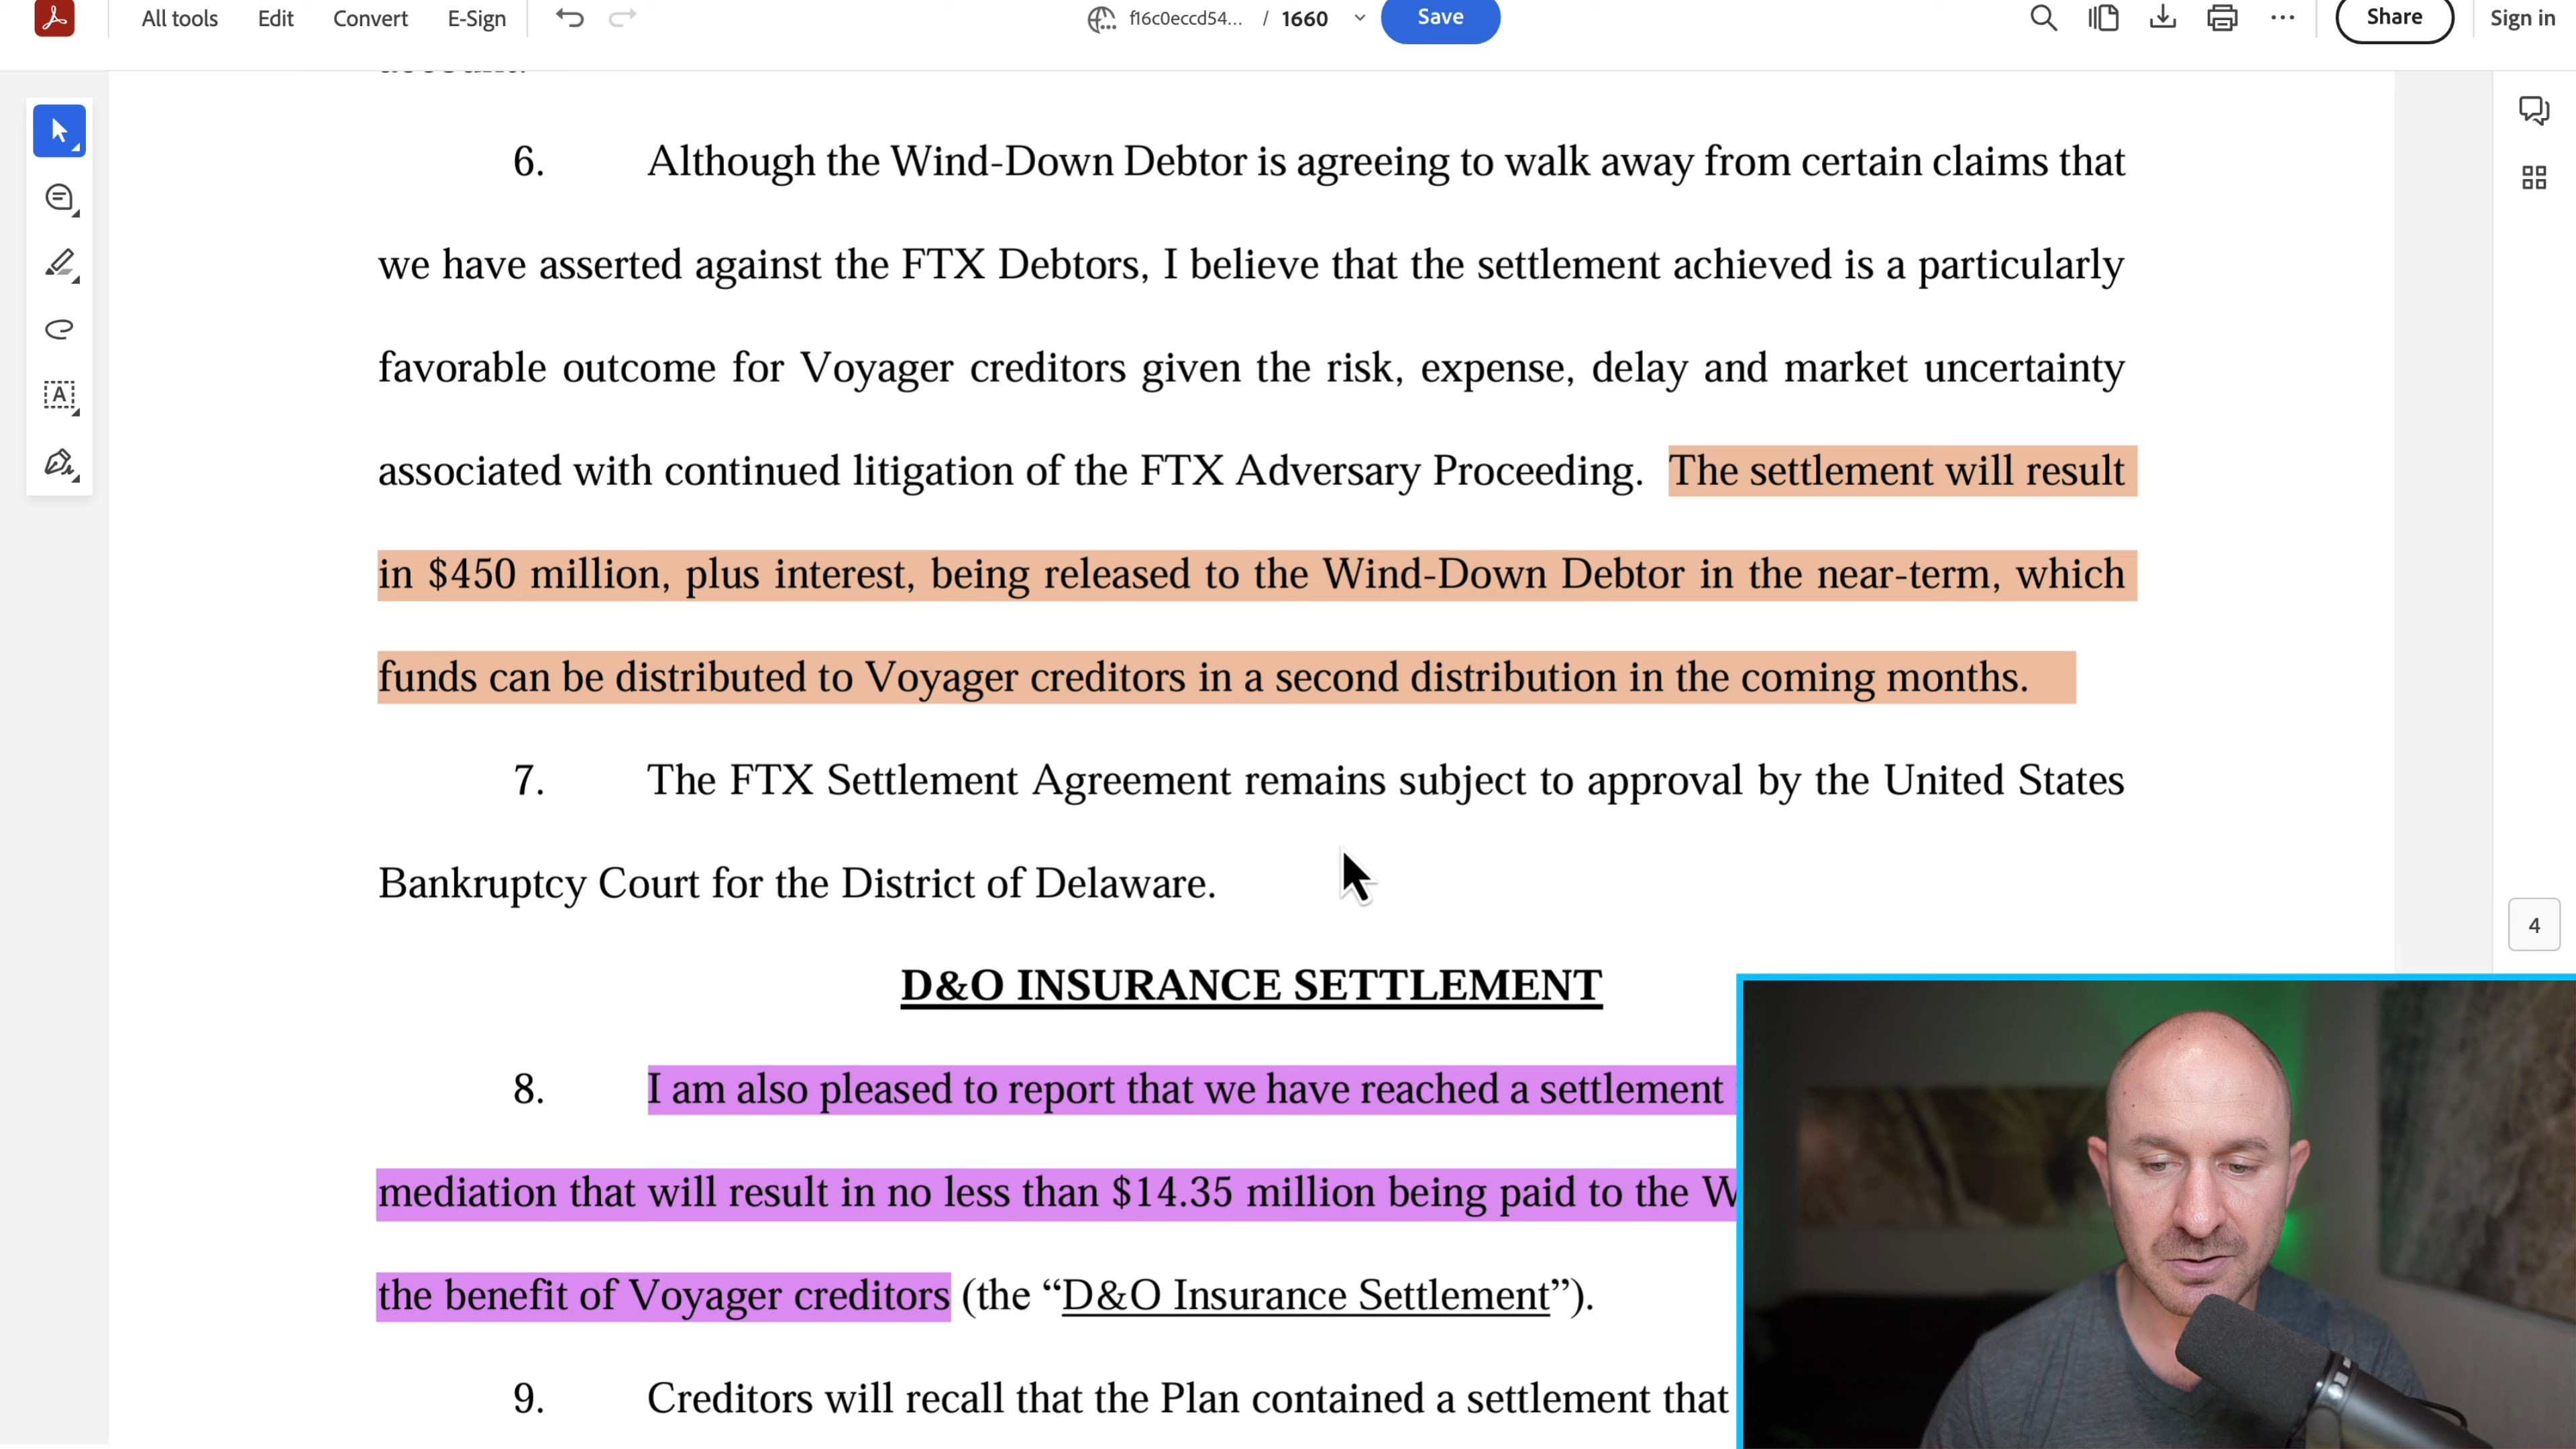 All tools Edit Convert E-Sign f16c0eccd54... / 1660 Save Share Sign in
6. Although the Wind-Down Debtor is agreeing to walk away from certain claims that
we have asserted against the FTX Debtors, I believe that the settlement achieved is a particularly
favorable outcome for Voyager creditors given the risk, expense, delay and market uncertainty
associated with continued litigation of the FTX Adversary Proceeding. The settlement will result
in $450 million, plus interest, being released to the Wind-Down Debtor in the near-term, which
funds can be distributed to Voyager creditors in a second distribution in the coming months.
7. The FTX Settlement Agreement remains subject to approval by the United States
Bankruptcy Court for the District of Delaware.
4
D&O INSURANCE SETTLEMENT
8. I am also pleased to report that we have reached a settlement
mediation that will result in no less than $14.35 million being paid to the W
the benefit of Voyager creditors (the “D&O Insurance Settlement”).
9. Creditors will recall that the Plan contained a settlement that